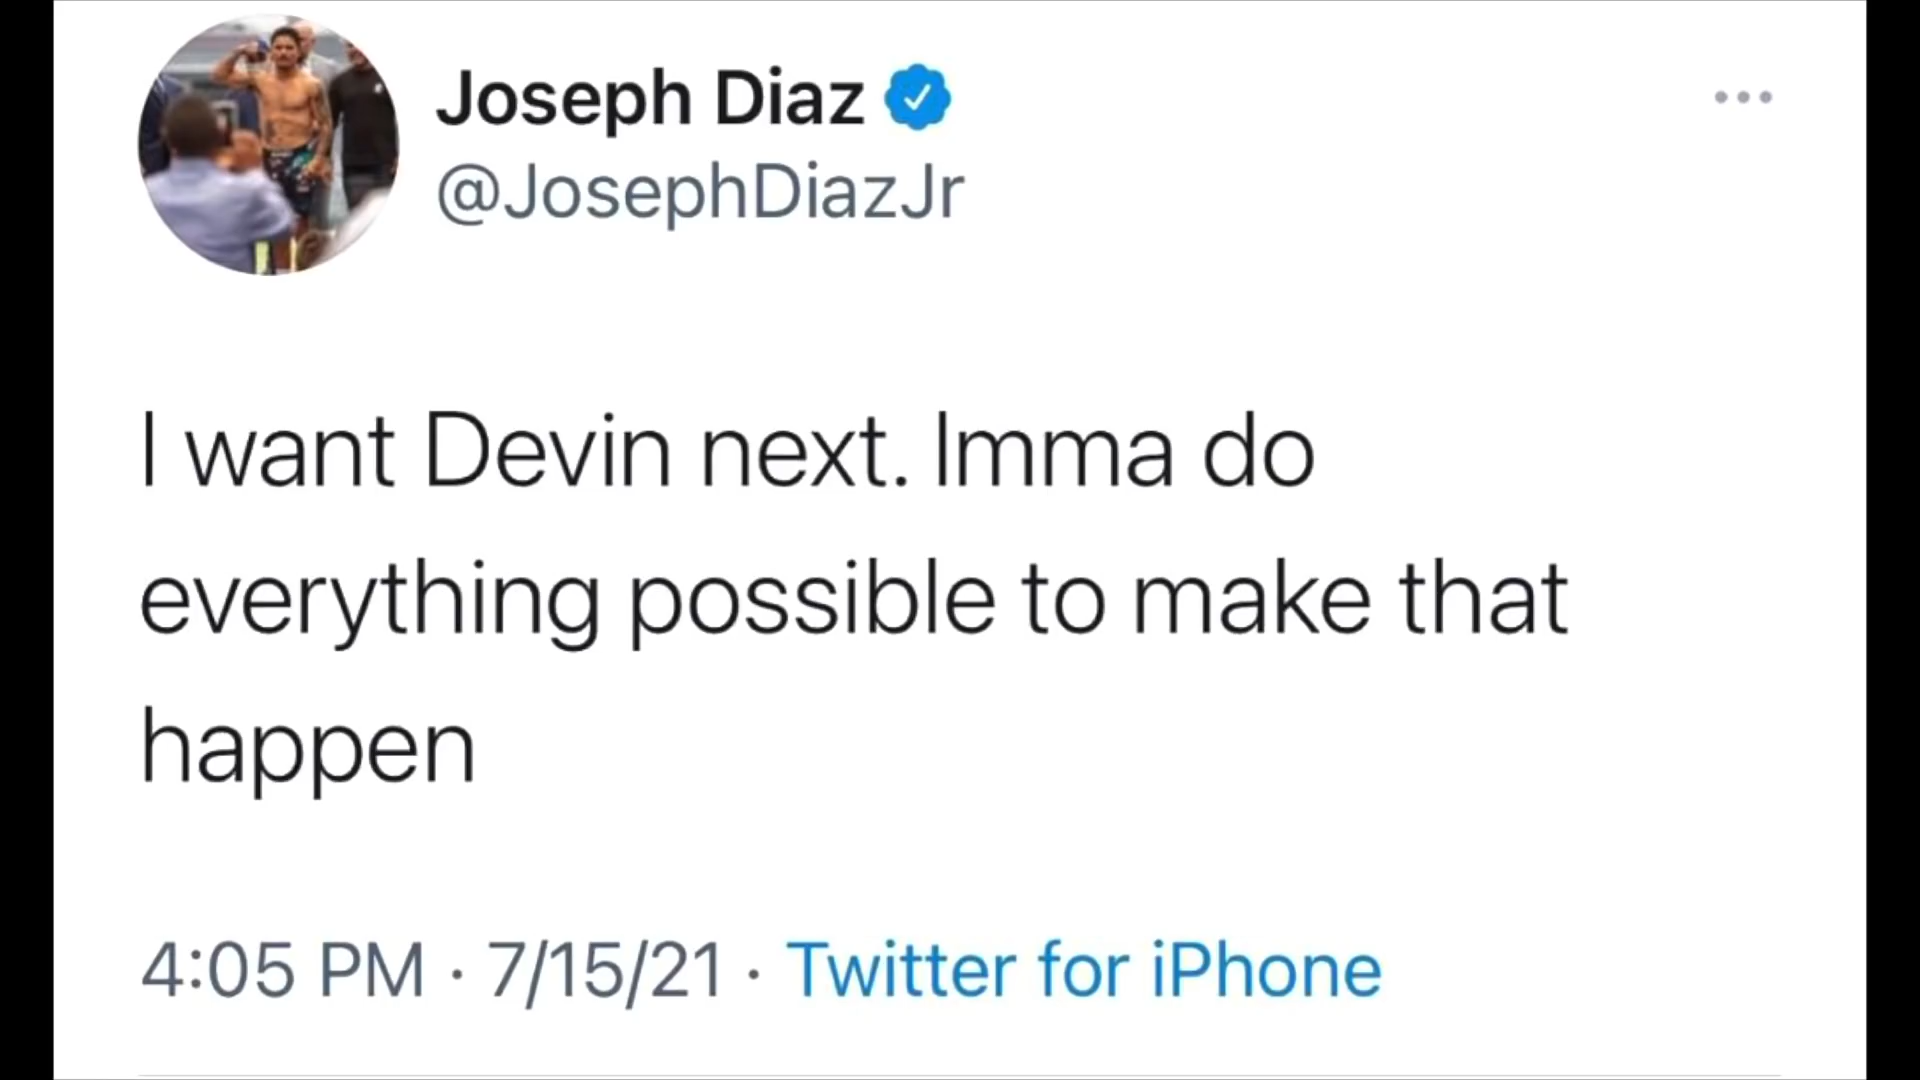 Joseph Diaz
@JosephDiazJr
I want Devin next. Imma do
everything possible to make that
happen
4:05 PM · 7/15/21 · Twitter for iPhone